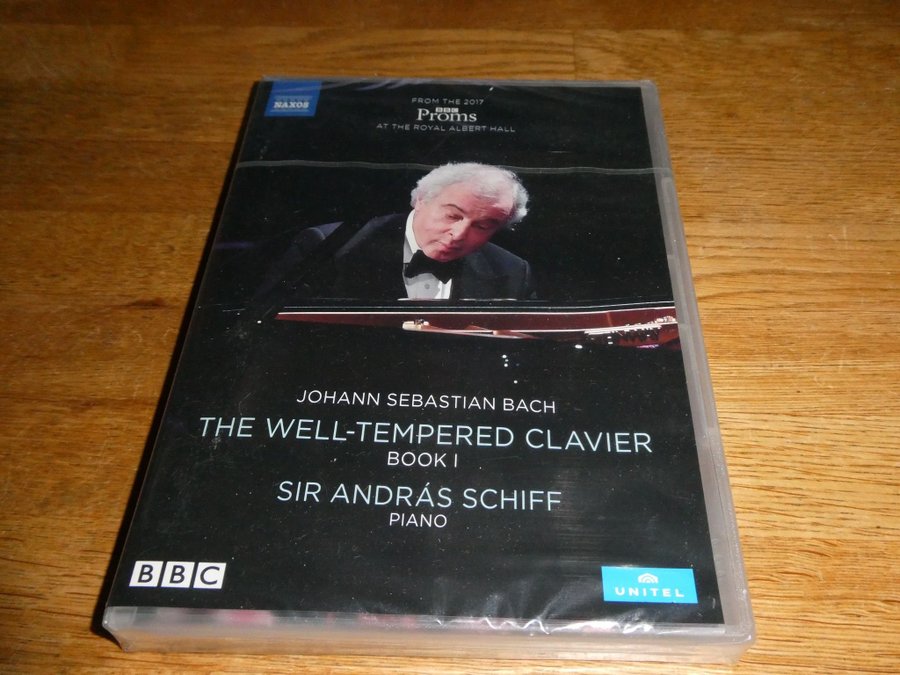 NAXOS
FROM THE 2017
BBC
Proms
AT THE ROYAL ALBERT HALL
JOHANN SEBASTIAN BACH
THE WELL-TEMPERED CLAVIER
BOOK I
SIR ANDRÁS SCHIFF
PIANO
BBC
UNITEL